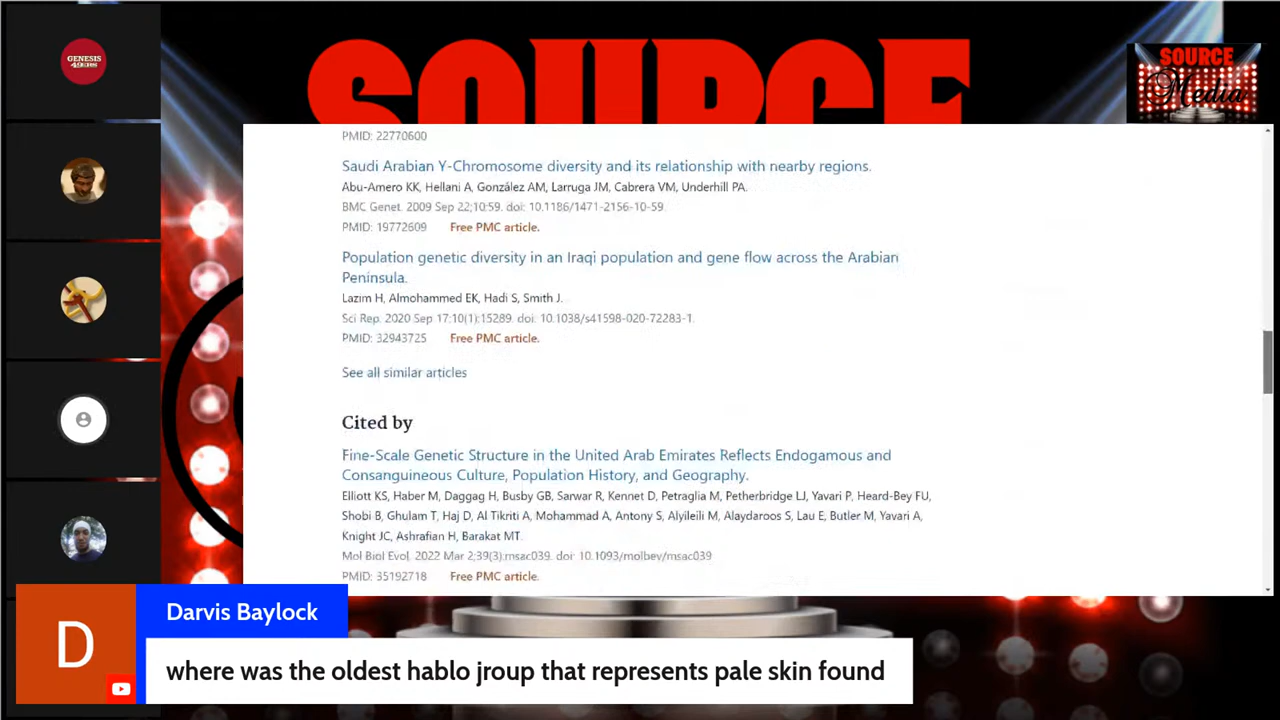 GENESIS
49ERS
SOURCE
SOURCE
Media
PMID: 22770600
Saudi Arabian Y-Chromosome diversity and its relationship with nearby regions.
Abu-Amero KK, Hellani A, González AM, Larruga JM, Cabrera VM, Underhill PA.
BMC Genet. 2009 Sep 22;10:59. doi: 10.1186/1471-2156-10-59.
PMID: 19772609 Free PMC article.
Population genetic diversity in an Iraqi population and gene flow across the Arabian
Peninsula.
Lazim H, Almohammed EK, Hadi S, Smith J.
Sci Rep. 2020 Sep 17;10(1):15289. doi: 10.1038/s41598-020-72283-1.
PMID: 32943725 Free PMC article.
See all similar articles
Cited by
Fine-Scale Genetic Structure in the United Arab Emirates Reflects Endogamous and
Consanguineous Culture, Population History, and Geography.
Elliott KS, Haber M, Daggag H, Busby GB, Sarwar R, Kennet D, Petraglia M, Petherbridge LJ, Yavari P, Heard-Bey FU,
Shobi B, Ghulam T, Haj D, Al Tikriti A, Mohammad A, Antony S, Alyileili M, Alaydaroos S, Lau E, Butler M, Yavari A,
Knight JC, Ashrafian H, Barakat MT.
Mol Biol Evol. 2022 Mar 2;39(3):msac039. doi: 10.1093/molbev/msac039
PMID: 35192718 Free PMC article.
D
Darvis Baylock
where was the oldest hablo jroup that represents pale skin found